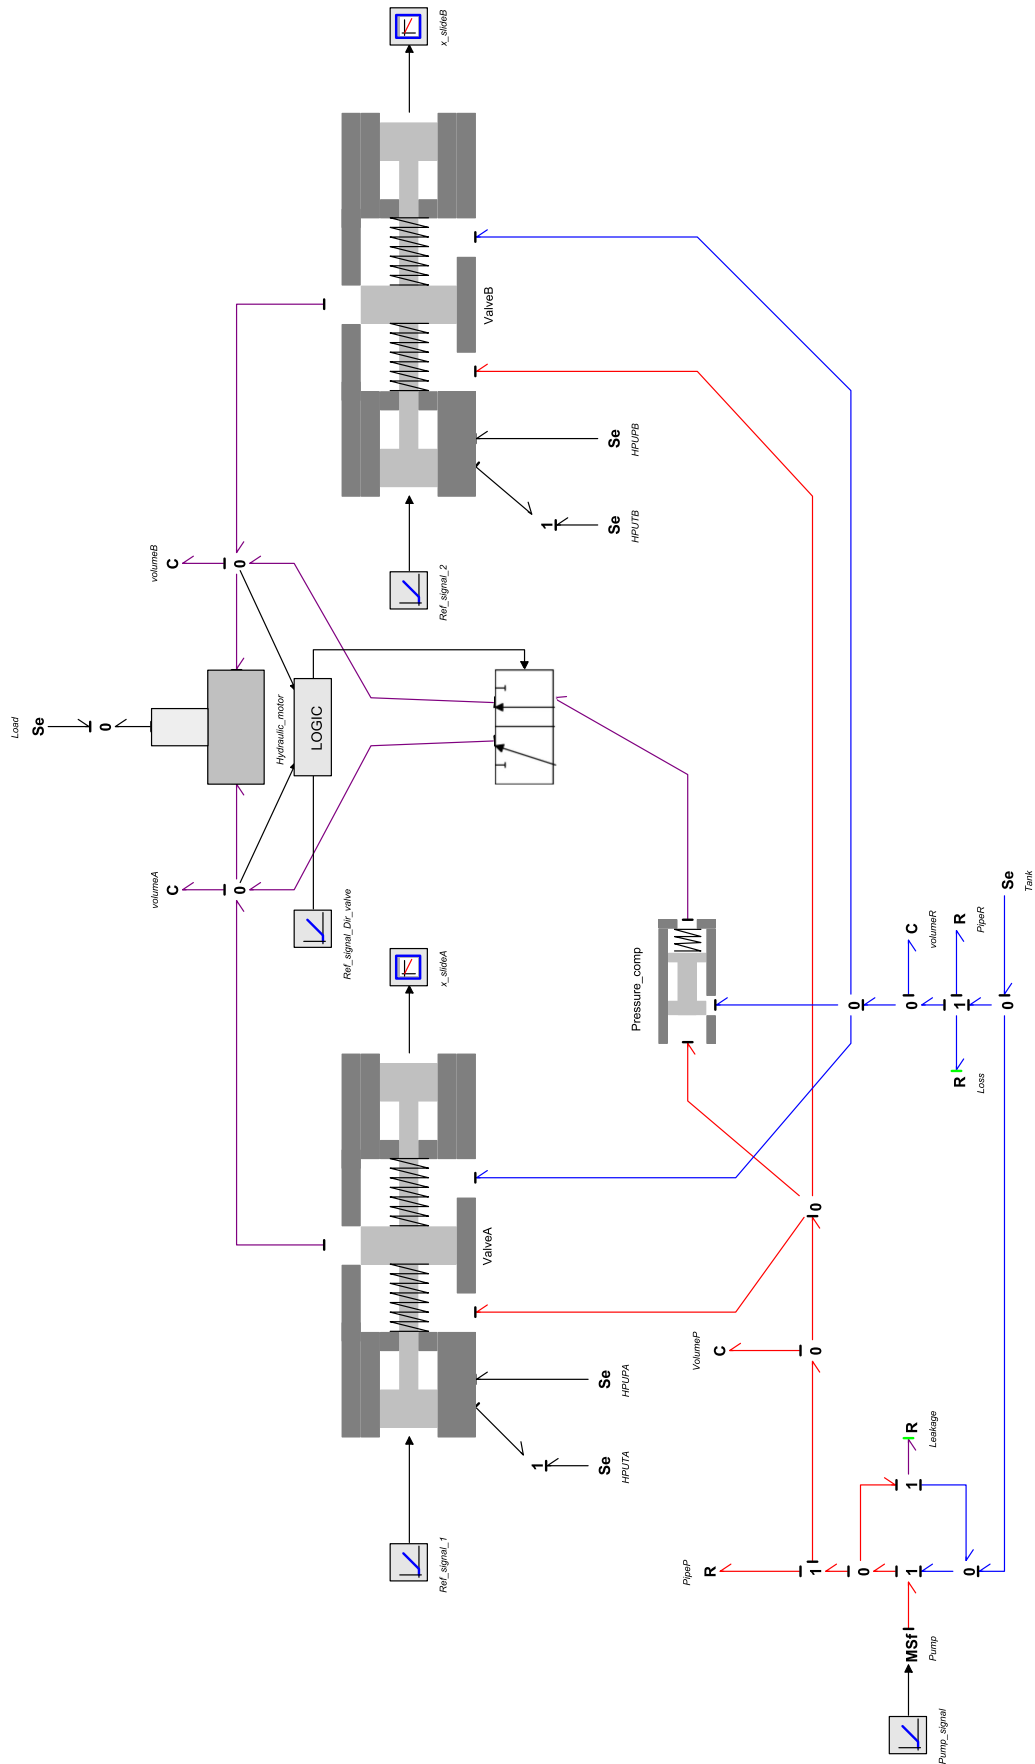 x_slideB
ValveB
Se
HPUPB
1
Se
HPUTB
Ref_signal_2
C
volumeB
0
Load
Se
0
Hydraulic_motor
LOGIC
C
volumeA
0
Ref_signal_Dir_valve
x_slideA
Pressure_comp
ValveA
Se
HPUPA
1
Se
HPUTA
Ref_signal_1
0
0
C
volumeR
R
PipeR
1
R
Loss
0
Se
Tank
0
C
VolumeP
0
R
Leakage
1
R
PipeP
1
0
1
0
MSf
Pump
Pump_signal